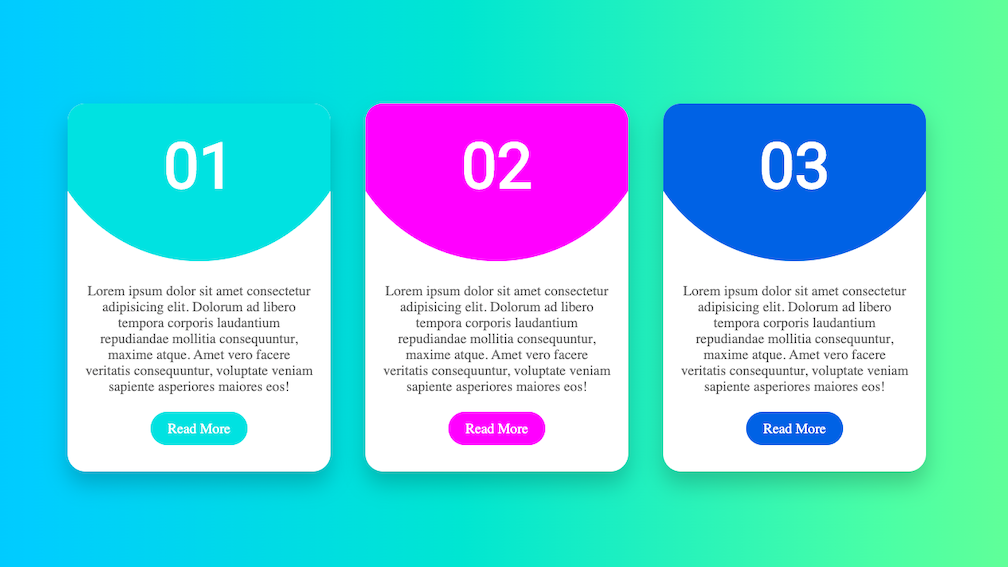 01
Lorem ipsum dolor sit amet consectetur
adipisicing elit. Dolorum ad libero
tempora corporis laudantium
repudiandae mollitia consequuntur,
maxime atque. Amet vero facere
veritatis consequuntur, voluptate veniam
sapiente asperiores maiores eos!
Read More
02
Lorem ipsum dolor sit amet consectetur
adipisicing elit. Dolorum ad libero
tempora corporis laudantium
repudiandae mollitia consequuntur,
maxime atque. Amet vero facere
veritatis consequuntur, voluptate veniam
sapiente asperiores maiores eos!
Read More
03
Lorem ipsum dolor sit amet consectetur
adipisicing elit. Dolorum ad libero
tempora corporis laudantium
repudiandae mollitia consequuntur,
maxime atque. Amet vero facere
veritatis consequuntur, voluptate veniam
sapiente asperiores maiores eos!
Read More